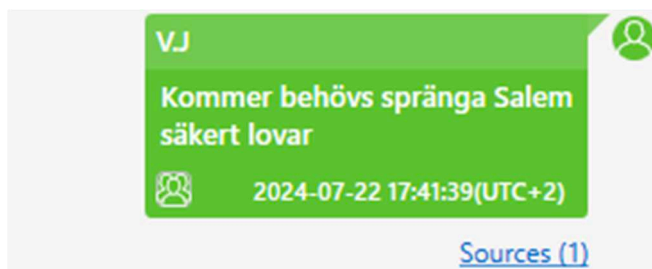 V.J
Kommer behövs spränga Salem
säkert lovar
2024-07-22 17:41:39(UTC+2)
Sources (1)